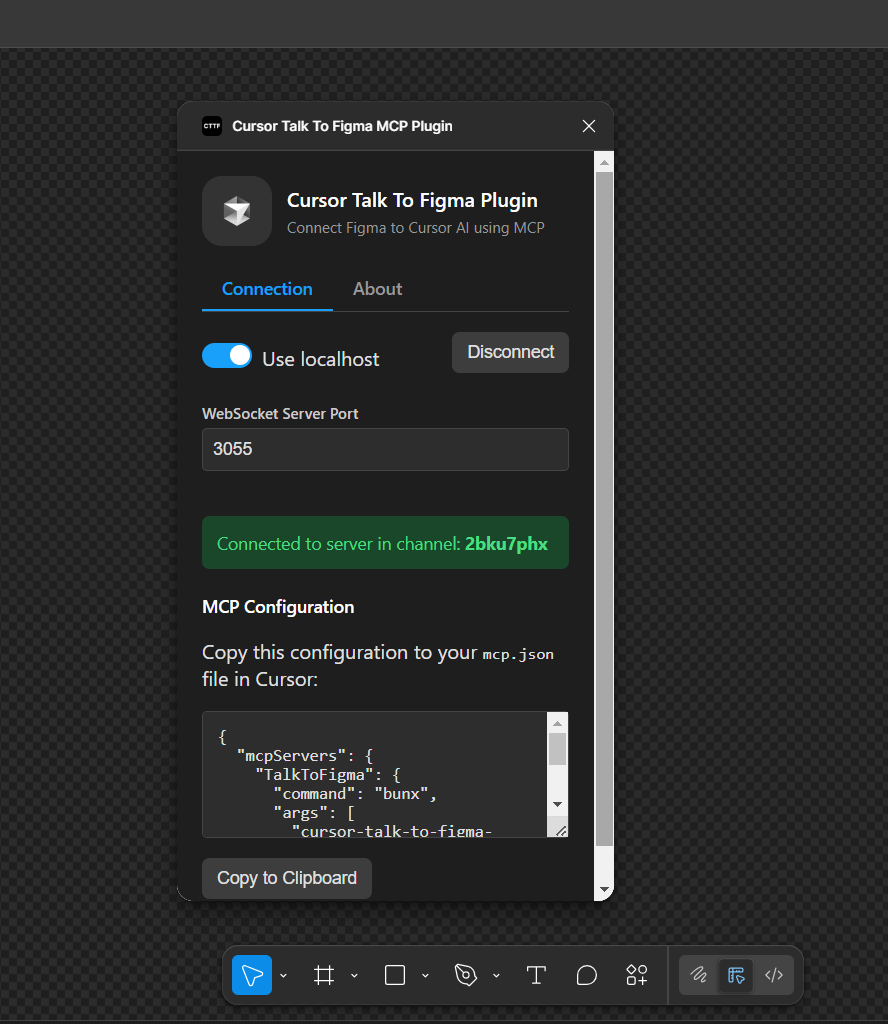 CTTF Cursor Talk To Figma MCP Plugin
Cursor Talk To Figma Plugin
Connect Figma to Cursor AI using MCP
Connection About
Use localhost Disconnect
WebSocket Server Port
3055
Connected to server in channel: 2bku7phx
MCP Configuration
Copy this configuration to your mcp.json
file in Cursor:
{
  "mcpServers": {
    "TalkToFigma": {
      "command": "bunx",
      "args": [
        "cursor-talk-to-figma-
Copy to Clipboard